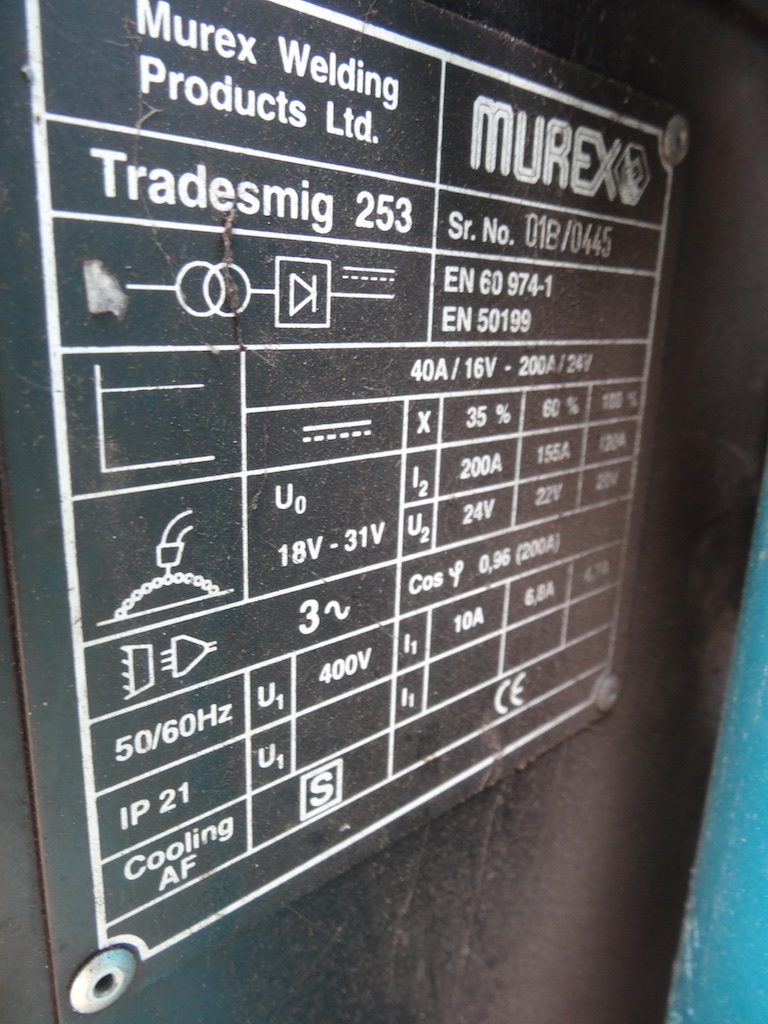 Murex Welding
Products Ltd.
MUREX
Tradesmig 253
Sr. No. 01B/0445
EN 60 974-1
EN 50199
40A / 16V - 200A / 24V
X 35 % 60 % 100 %
U0
18V - 31V
I2 200A 155A 120A
U2 24V 22V 20V
3~
Cos φ 0,96 (200A)
50/60Hz U1 400V I1 10A 6,8A
IP 21 U1 I1
Cooling
AF
S
CE